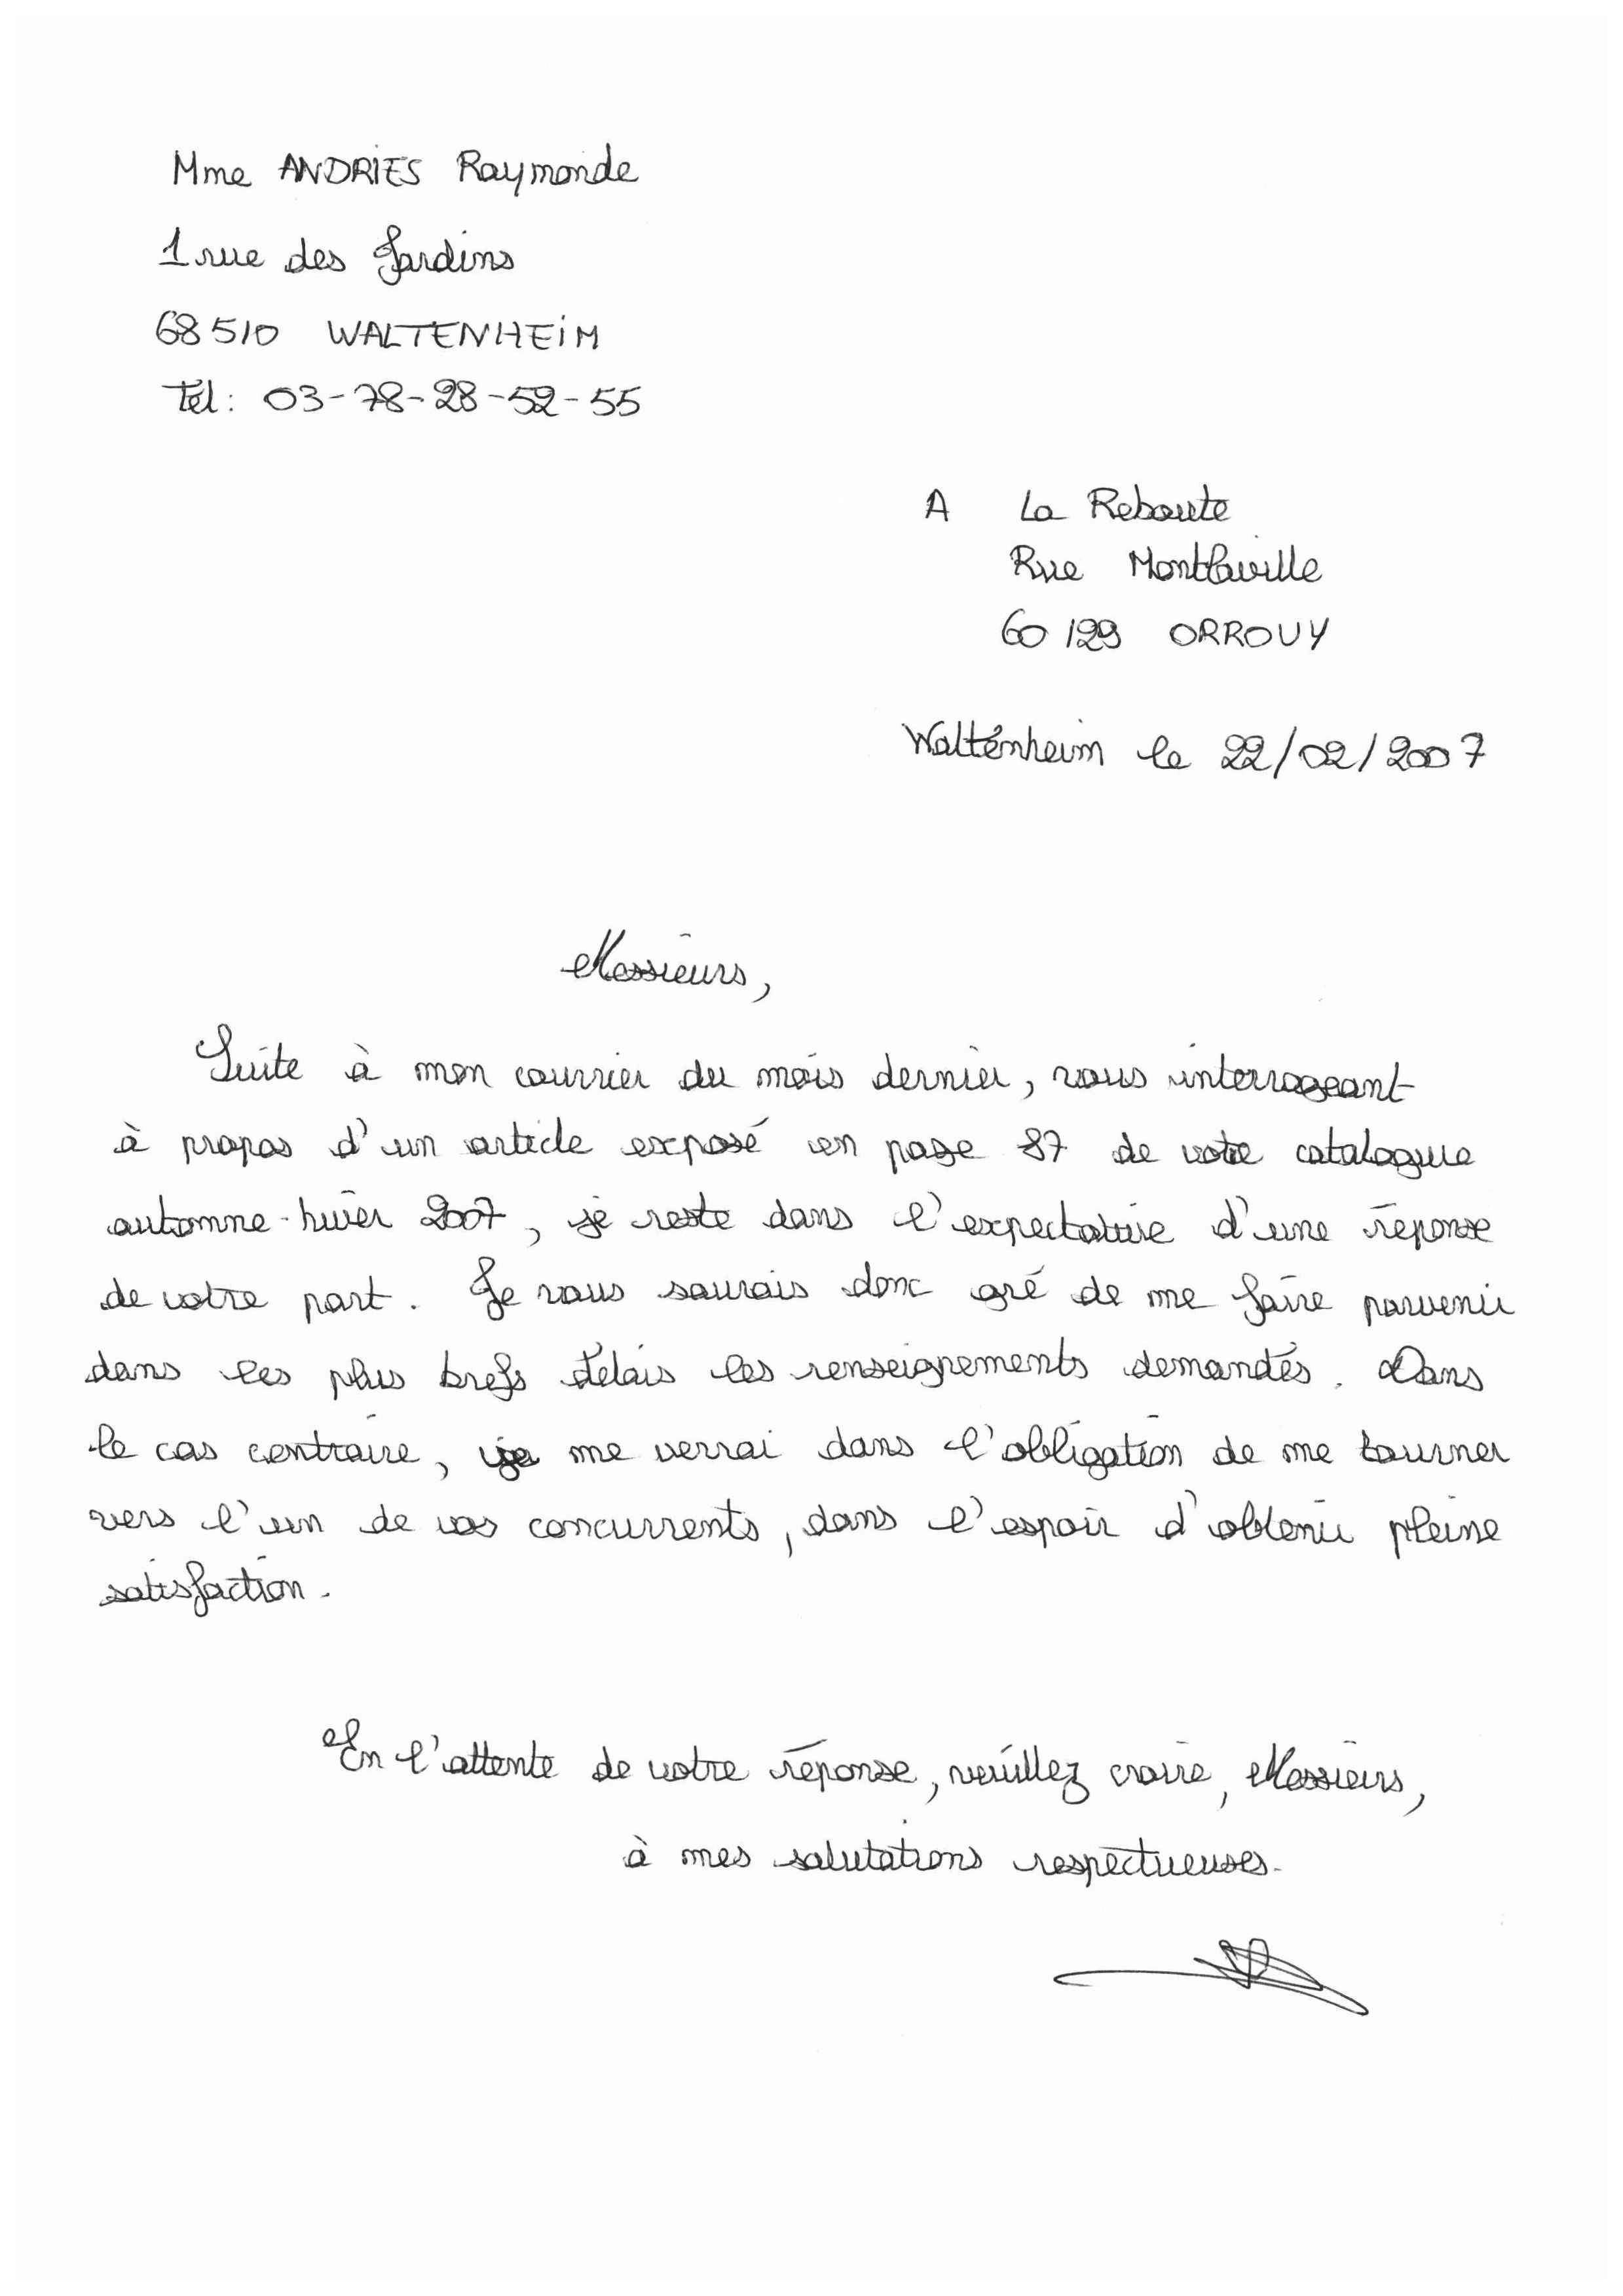 Mme ANDRIES Raymonde
1 rue des Jardins
68510 WALTENHEIM
Tél : 03-78-28-52-55
A La Reboute
Rue Montlaville
60 129 ORROUY
Waltenheim le 22/02/2007
Messieurs,
Suite à mon courrier du mois dernier, vous interrogeant
à propos d'un article exposé en page 87 de votre catalogue
automne-hiver 2007, je reste dans l'expectative d'une réponse
de votre part. Je vous saurais donc gré de me faire parvenir
dans les plus brefs délais les renseignements demandés. Dans
le cas contraire, je me verrai dans l'obligation de me tourner
vers l'un de vos concurrents, dans l'espoir d'obtenir pleine
satisfaction.
En l'attente de votre réponse, veuillez croire, Messieurs,
à mes salutations respectueuses.